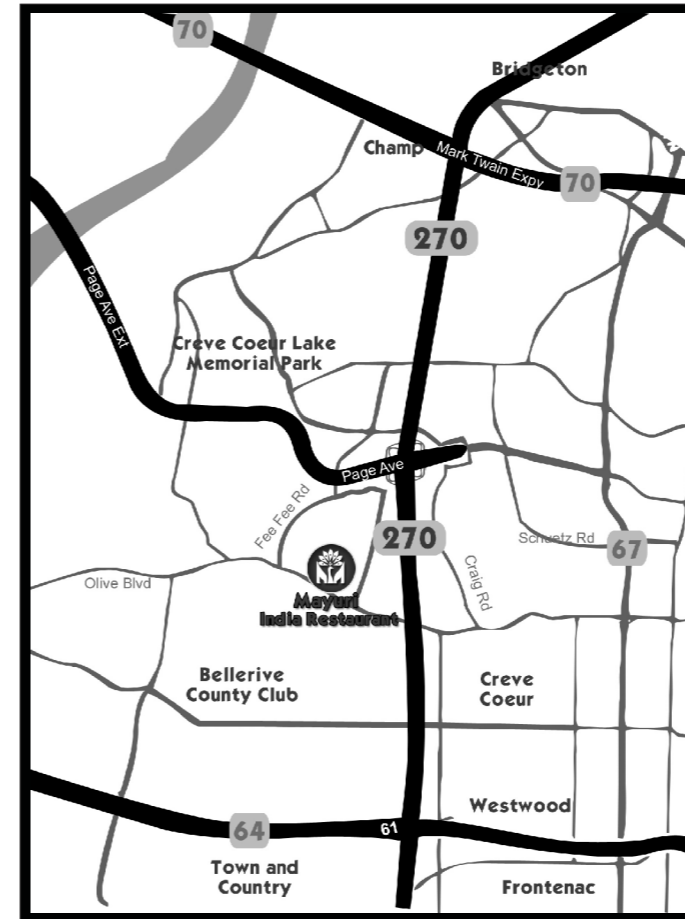 70
Bridgeton
Champ
Mark Twain Expy
70
270
Page Ave Ext
Creve Coeur Lake
Memorial Park
Page Ave
Fee Fee Rd
270
Schuetz Rd
67
Craig Rd
Olive Blvd
Mayuri
India Restaurant
Bellerive
County Club
Creve
Coeur
Westwood
64
61
Town and
Country
Frontenac